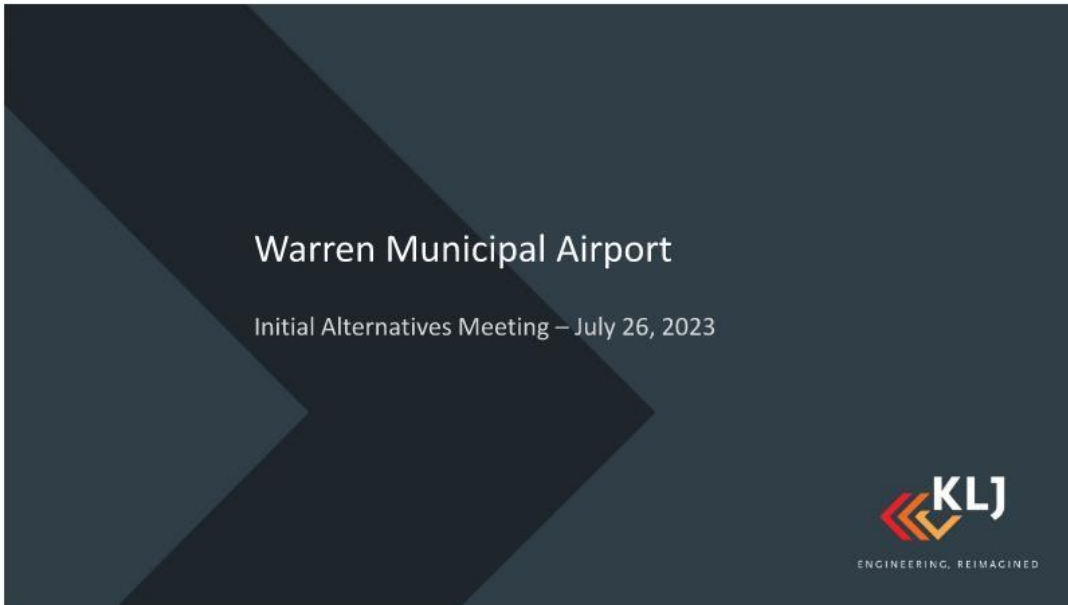 Warren Municipal Airport
Initial Alternatives Meeting – July 26, 2023
KLJ
ENGINEERING, REIMAGINED